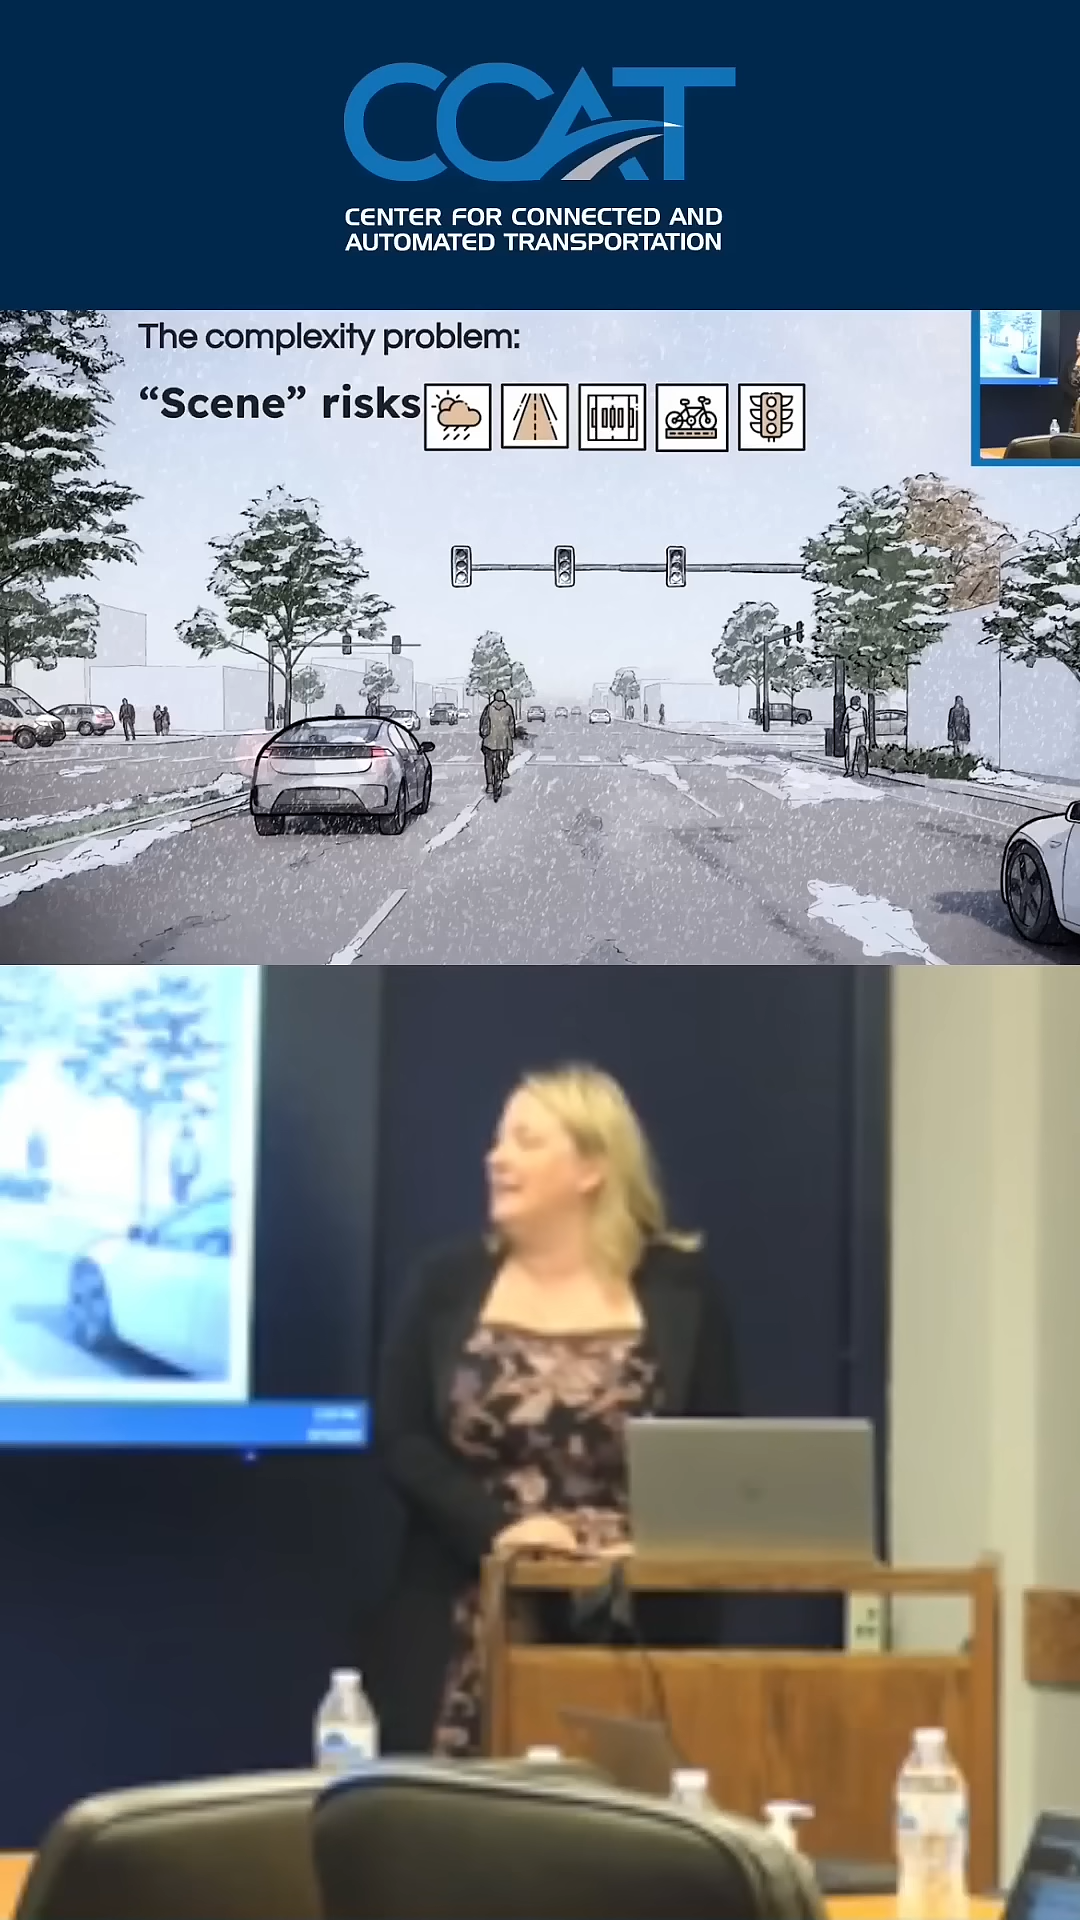 CCAT
CENTER FOR CONNECTED AND
AUTOMATED TRANSPORTATION
The complexity problem:
“Scene” risks